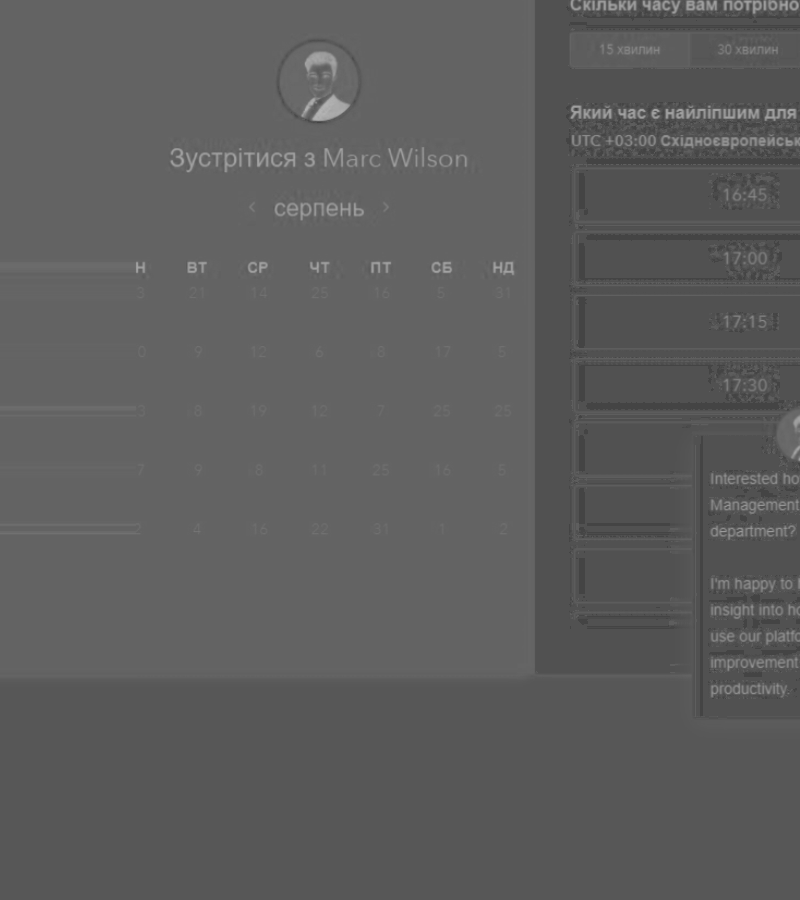 Скільки часу вам потрібно
15 хвилин 30 хвилин
Який час є найліпшим для
UTC +03:00 Східноєвропейськ
Зустрітися з Marc Wilson
‹ серпень ›
Н ВТ СР ЧТ ПТ СБ НД
3 21 14 25 16 5 31
0 9 12 6 8 17 5
3 8 19 12 7 25 25
7 9 8 11 25 16 5
2 4 16 22 31 1 2
16:45
17:00
17:15
17:30
Interested ho
Management
department?
I'm happy to
insight into ho
use our platfo
improvement
productivity.